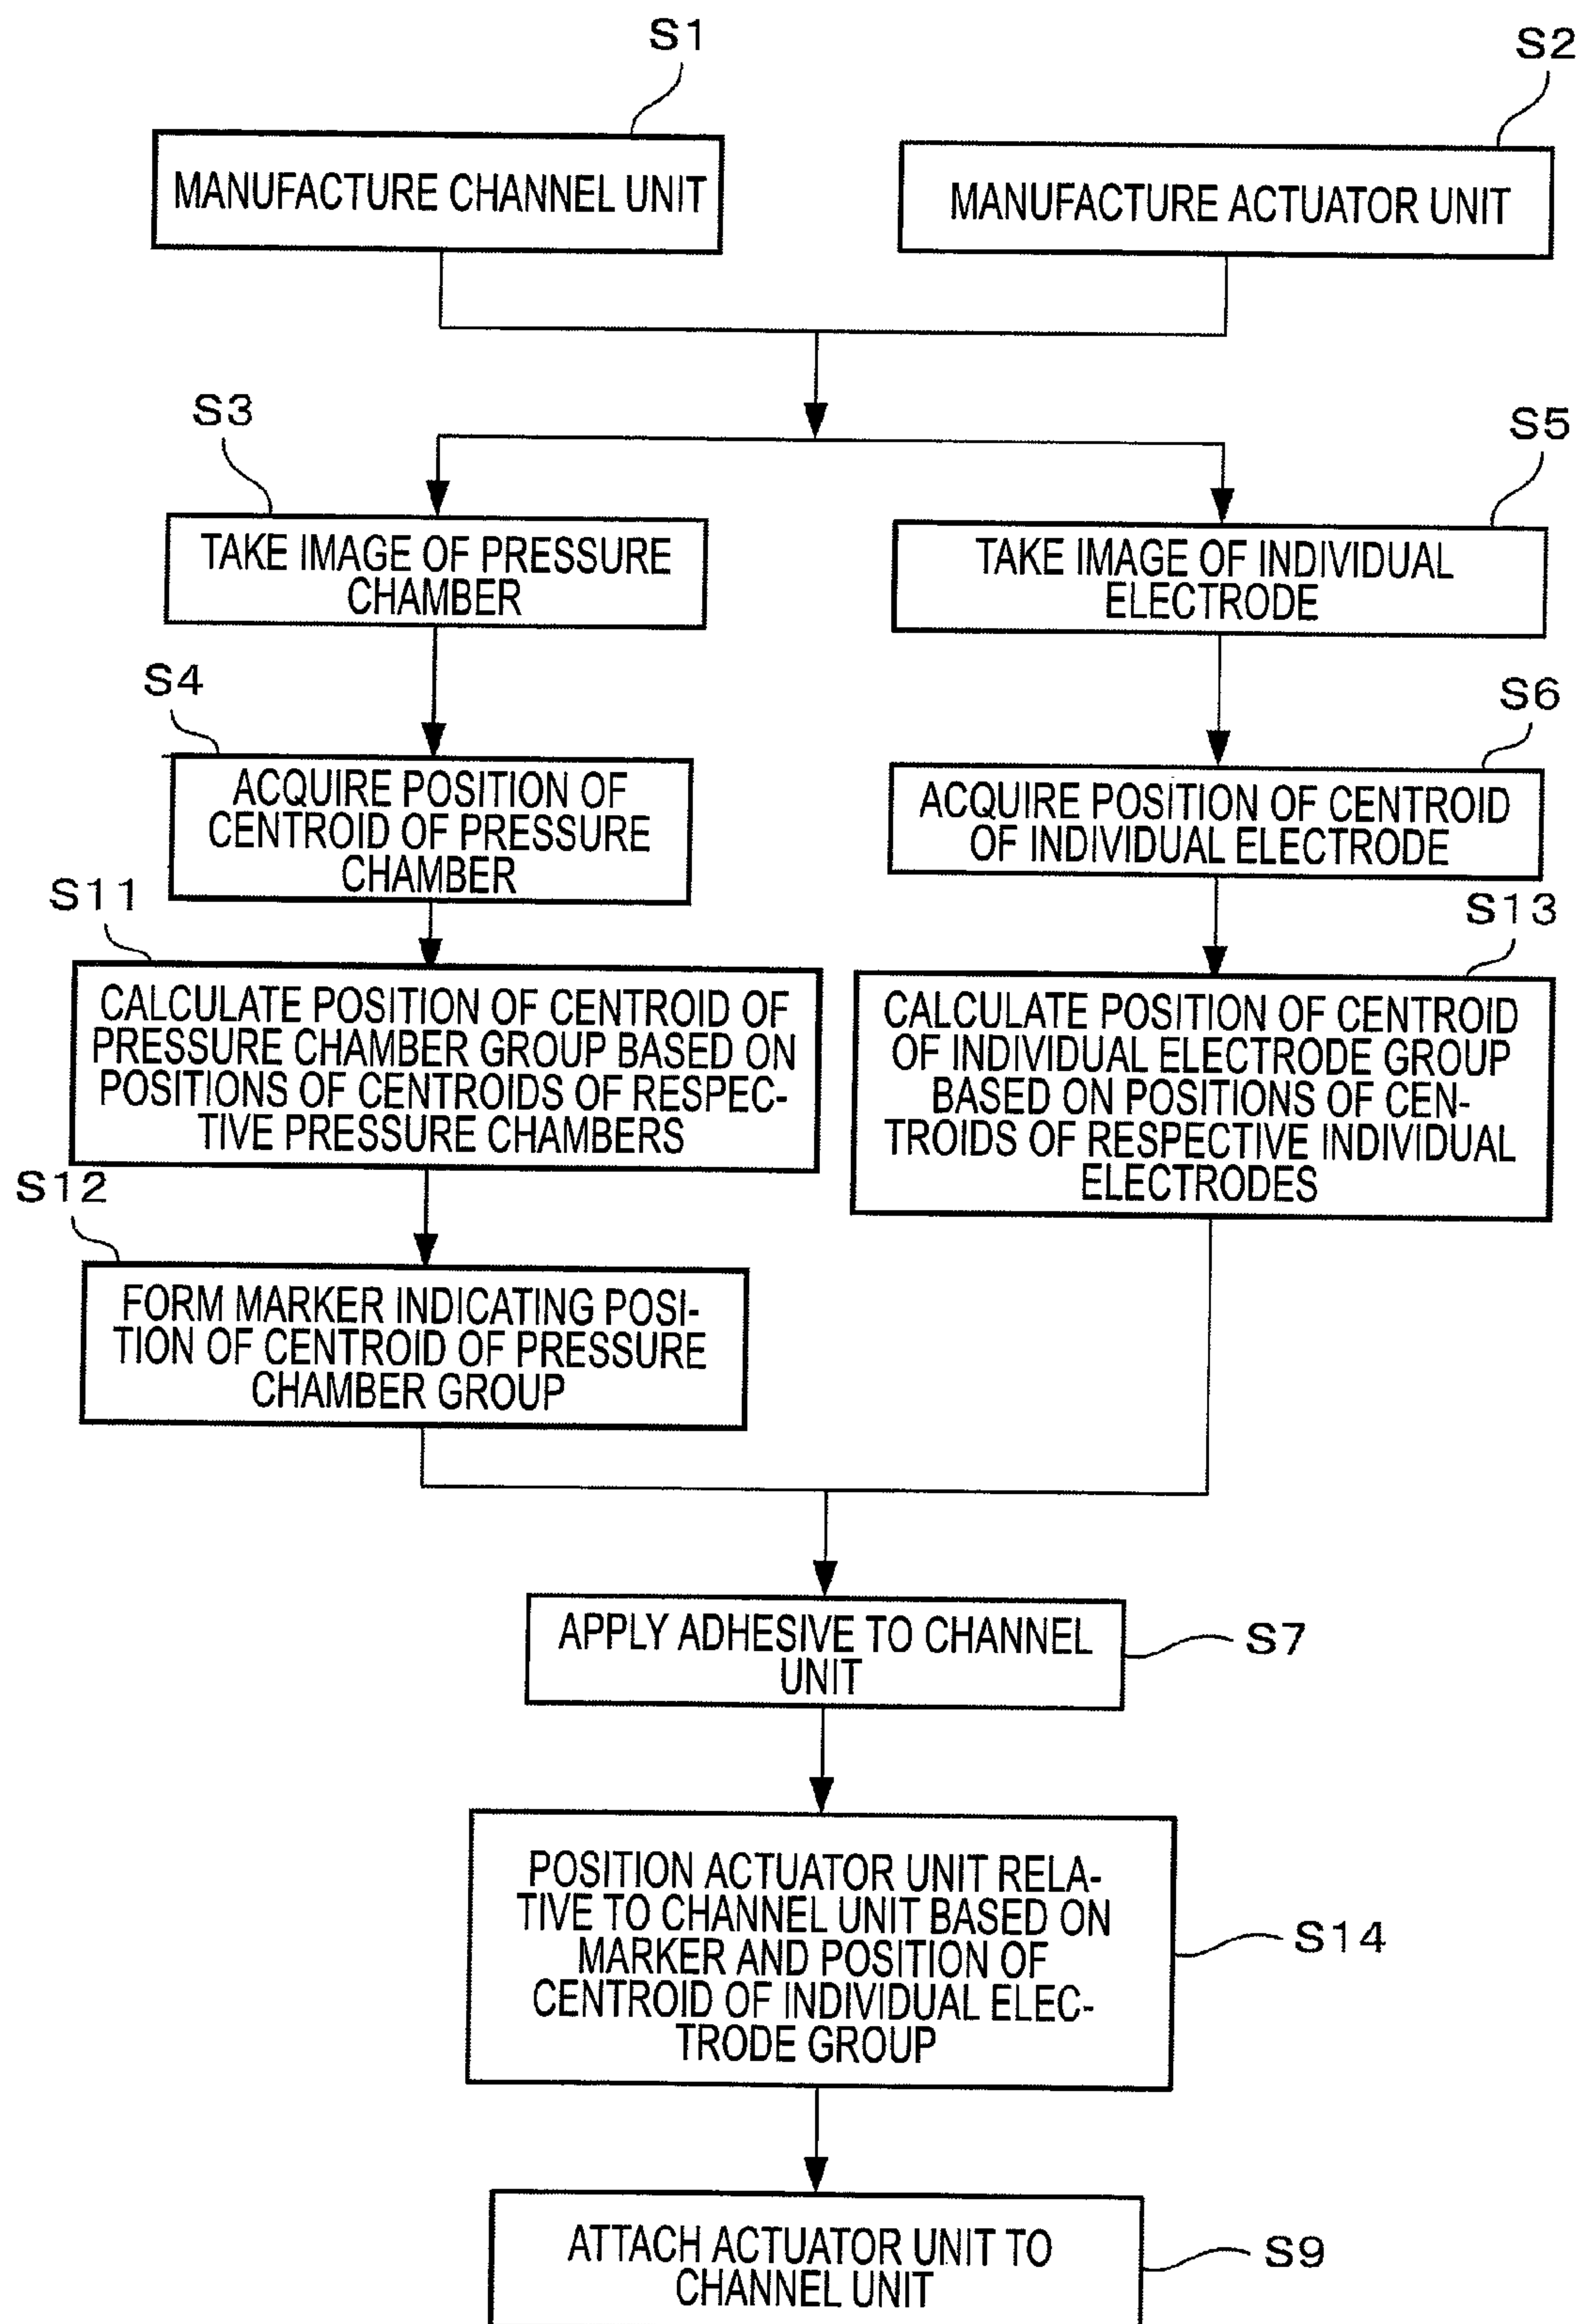 S1
MANUFACTURE CHANNEL UNIT
S2
MANUFACTURE ACTUATOR UNIT
S3
TAKE IMAGE OF PRESSURE
CHAMBER
S5
TAKE IMAGE OF INDIVIDUAL
ELECTRODE
S4
ACQUIRE POSITION OF
CENTROID OF PRESSURE
CHAMBER
S6
ACQUIRE POSITION OF CENTROID
OF INDIVIDUAL ELECTRODE
S11
CALCULATE POSITION OF CENTROID OF
PRESSURE CHAMBER GROUP BASED ON
POSITIONS OF CENTROIDS OF RESPEC-
TIVE PRESSURE CHAMBERS
S13
CALCULATE POSITION OF CENTROID
OF INDIVIDUAL ELECTRODE GROUP
BASED ON POSITIONS OF CEN-
TROIDS OF RESPECTIVE INDIVIDUAL
ELECTRODES
S12
FORM MARKER INDICATING POSI-
TION OF CENTROID OF PRESSURE
CHAMBER GROUP
APPLY ADHESIVE TO CHANNEL
UNIT
S7
POSITION ACTUATOR UNIT RELA-
TIVE TO CHANNEL UNIT BASED ON
MARKER AND POSITION OF
CENTROID OF INDIVIDUAL ELEC-
TRODE GROUP
S14
ATTACH ACTUATOR UNIT TO
CHANNEL UNIT
S9